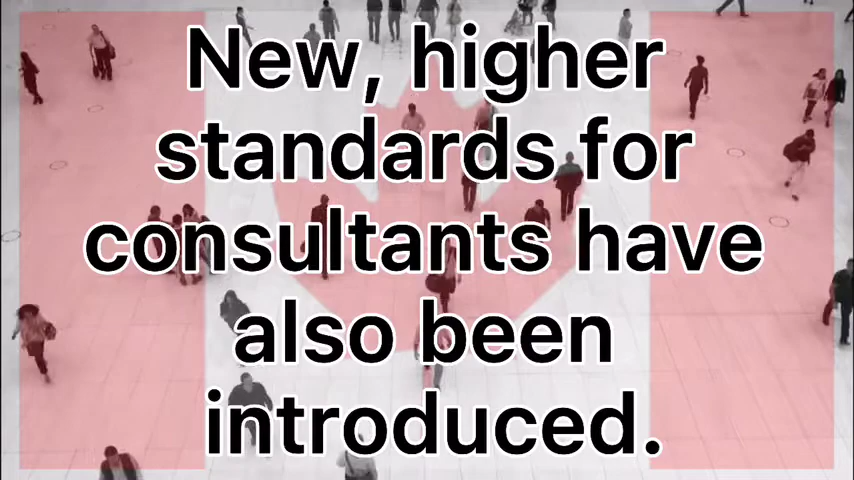 New, higher
standards for
consultants have
also been
introduced.